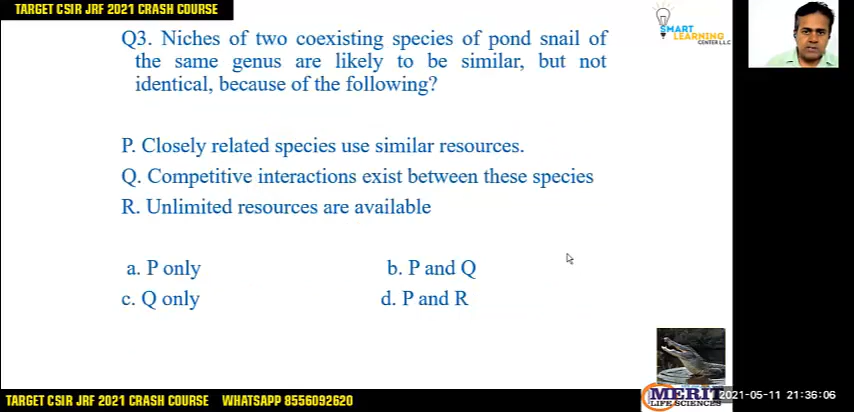 TARGET CSIR JRF 2021 CRASH COURSE
SMART
LEARNING
CENTER L.L.C
Q3. Niches of two coexisting species of pond snail of
the same genus are likely to be similar, but not
identical, because of the following?
P. Closely related species use similar resources.
Q. Competitive interactions exist between these species
R. Unlimited resources are available
a. P only
b. P and Q
c. Q only
d. P and R
TARGET CSIR JRF 2021 CRASH COURSE WHATSAPP 8556092620
MERIT
LIFE SCIENCES
2021-05-11 21:36:06